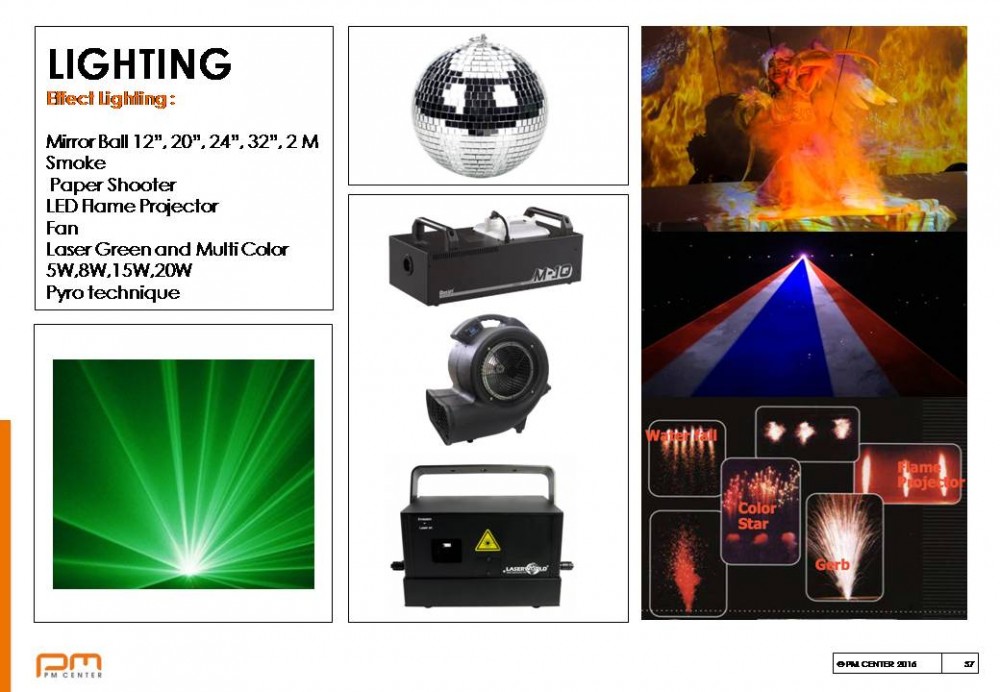 LIGHTING
Effect Lighting :
Mirror Ball 12”, 20”, 24”, 32”, 2 M
Smoke
Paper Shooter
LED Flame Projector
Fan
Laser Green and Multi Color
5W,8W,15W,20W
Pyro technique
M-10
LASERWORLD
Water fall
Flame
Projector
Color
Star
Gerb
PM CENTER
© PM CENTER 2016
57